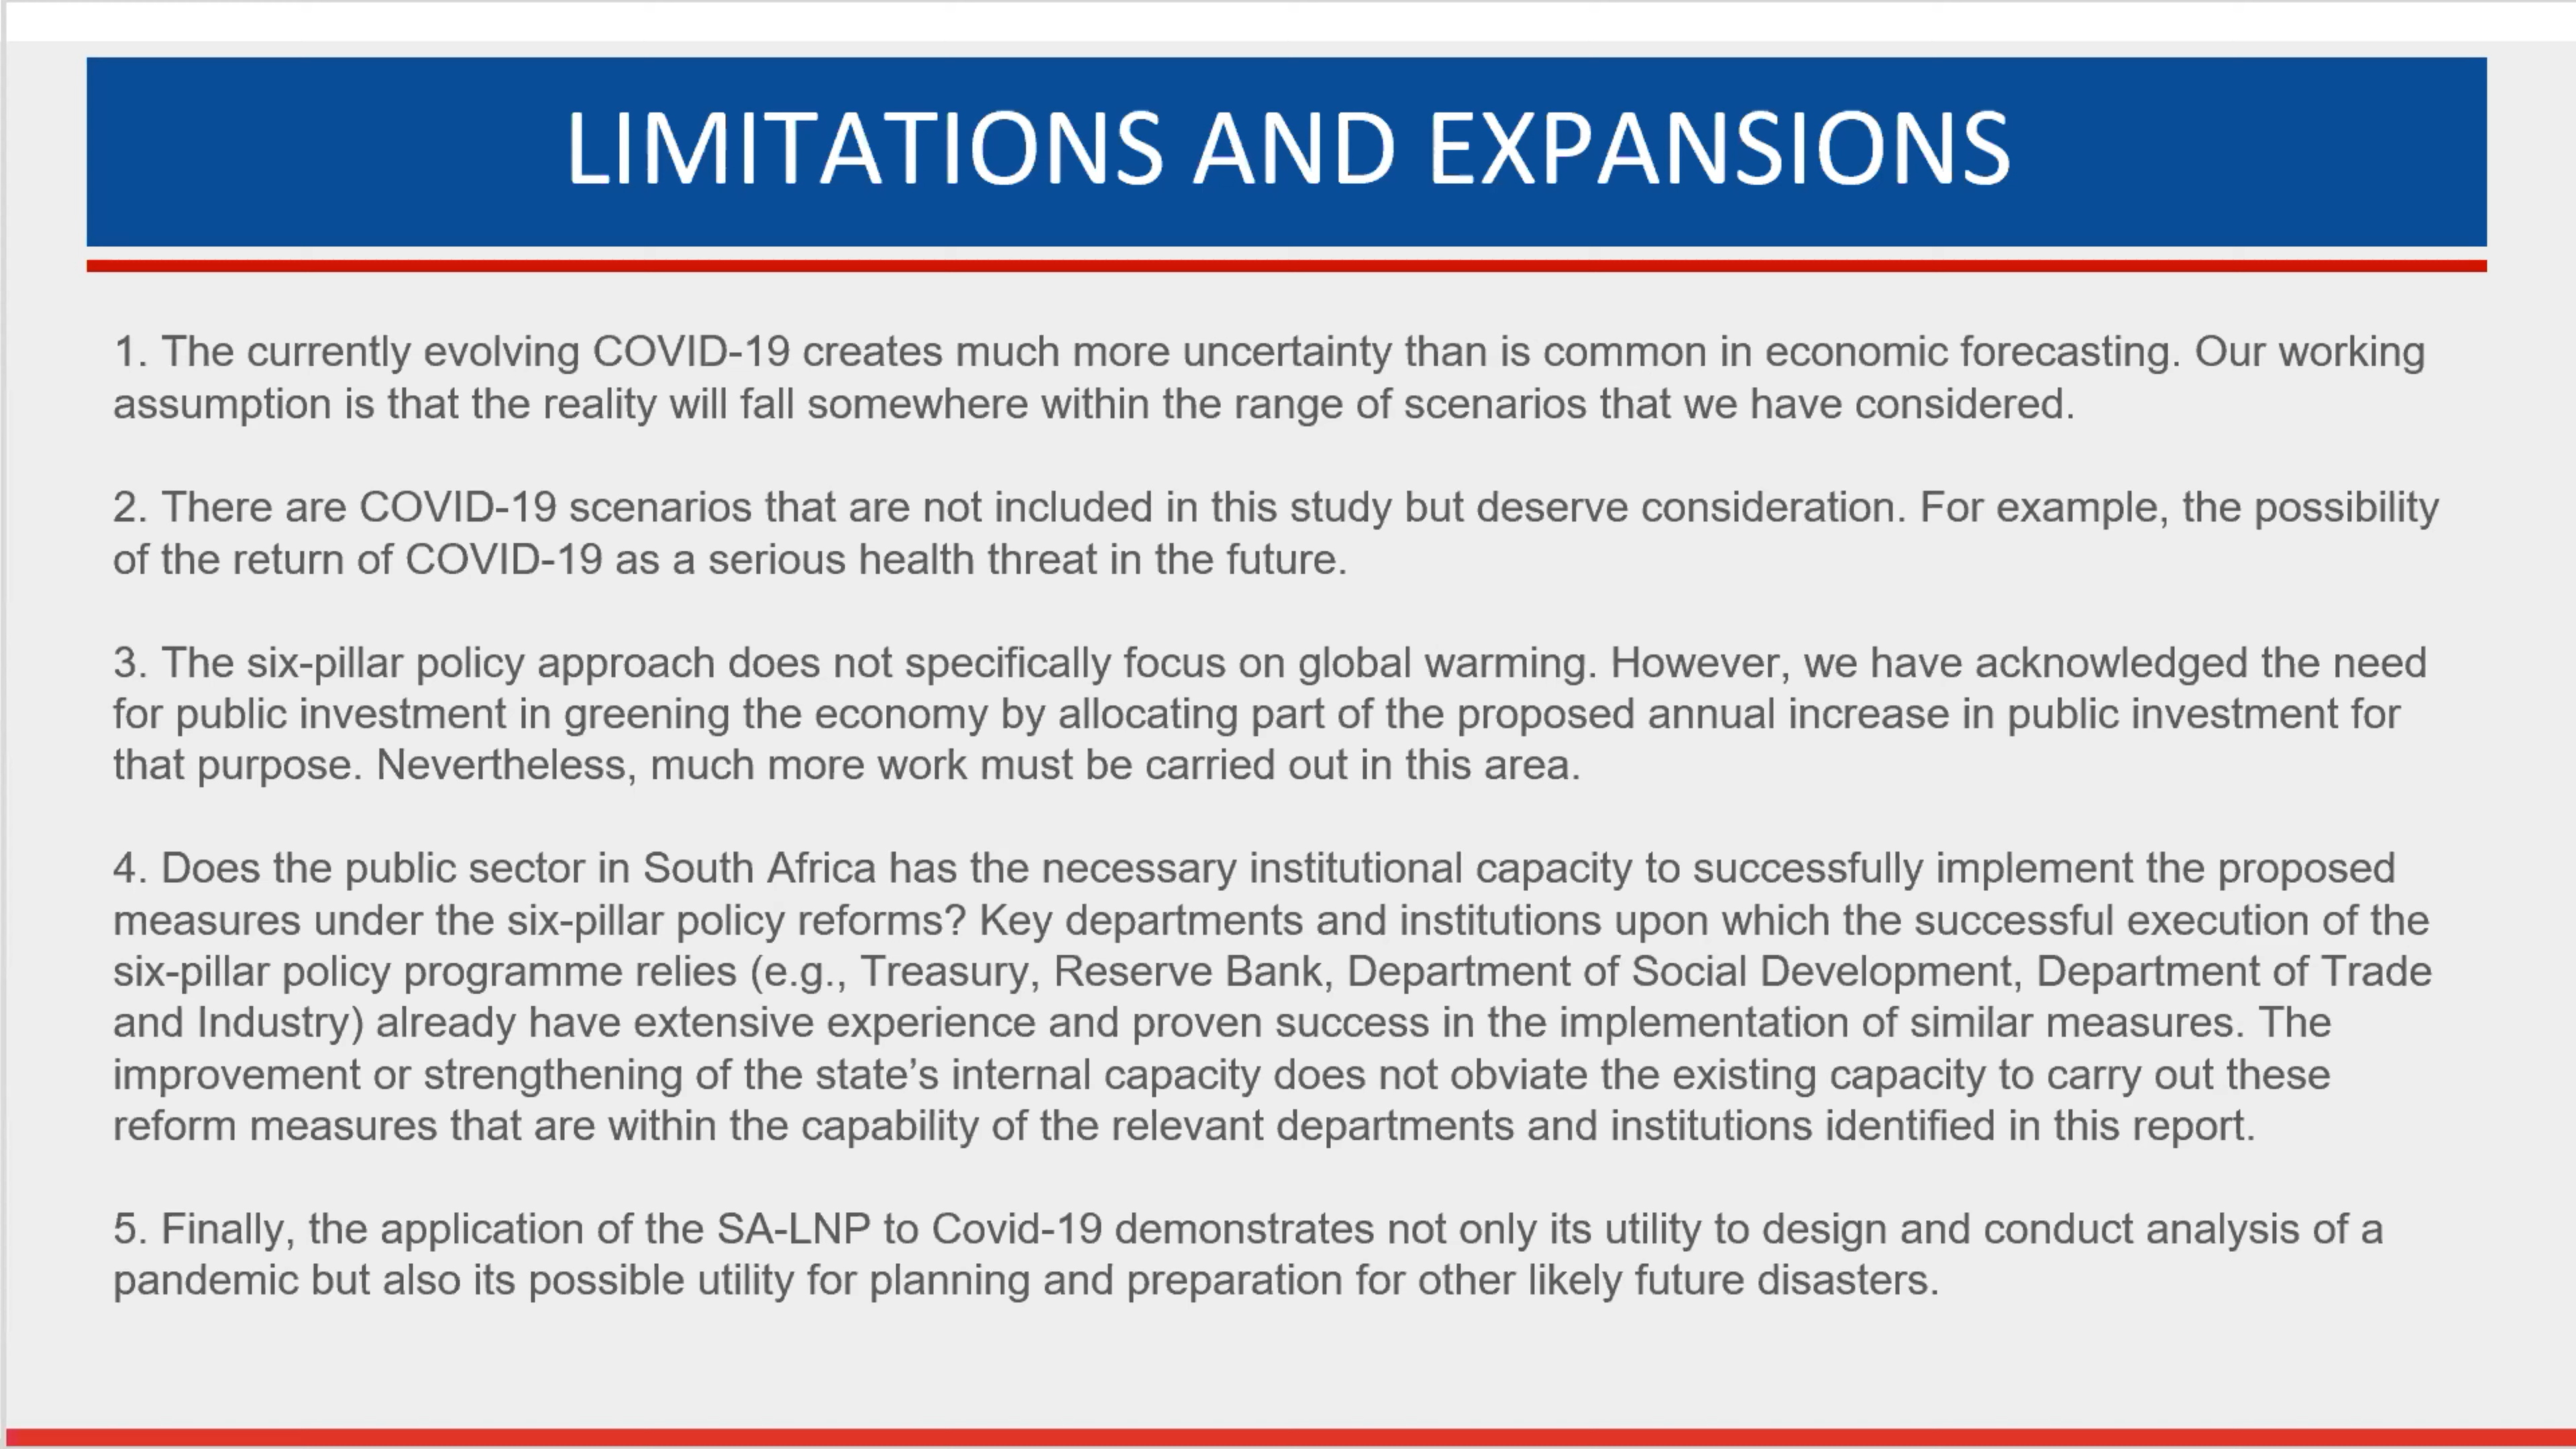 LIMITATIONS AND EXPANSIONS
1. The currently evolving COVID-19 creates much more uncertainty than is common in economic forecasting. Our working
assumption is that the reality will fall somewhere within the range of scenarios that we have considered.
2. There are COVID-19 scenarios that are not included in this study but deserve consideration. For example, the possibility
of the return of COVID-19 as a serious health threat in the future.
3. The six-pillar policy approach does not specifically focus on global warming. However, we have acknowledged the need
for public investment in greening the economy by allocating part of the proposed annual increase in public investment for
that purpose. Nevertheless, much more work must be carried out in this area.
4. Does the public sector in South Africa has the necessary institutional capacity to successfully implement the proposed
measures under the six-pillar policy reforms? Key departments and institutions upon which the successful execution of the
six-pillar policy programme relies (e.g., Treasury, Reserve Bank, Department of Social Development, Department of Trade
and Industry) already have extensive experience and proven success in the implementation of similar measures. The
improvement or strengthening of the state’s internal capacity does not obviate the existing capacity to carry out these
reform measures that are within the capability of the relevant departments and institutions identified in this report.
5. Finally, the application of the SA-LNP to Covid-19 demonstrates not only its utility to design and conduct analysis of a
pandemic but also its possible utility for planning and preparation for other likely future disasters.